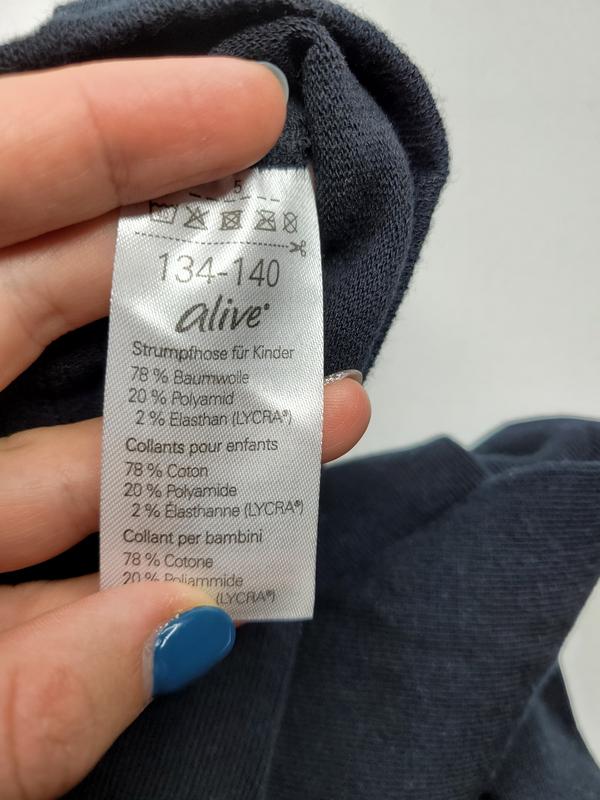 5
134-140
alive®
Strumpfhose für Kinder
78 % Baumwolle
20 % Polyamid
2 % Elasthan (LYCRA®)
Collants pour enfants
78 % Coton
20 % Polyamide
2 % Élasthanne (LYCRA®)
Collant per bambini
78 % Cotone
20 % Poliammide
(LYCRA®)